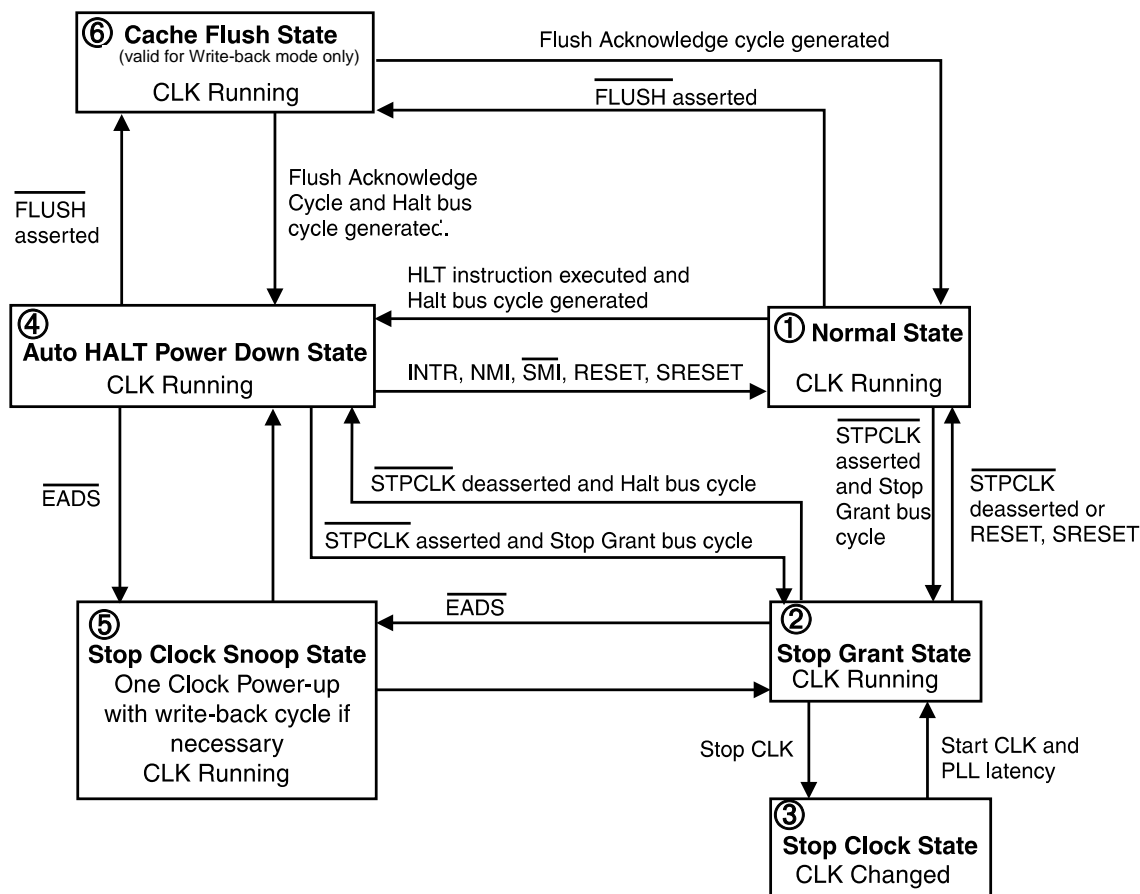 ⑥ Cache Flush State
(valid for Write-back mode only)
CLK Running
Flush Acknowledge cycle generated
FLUSH asserted
FLUSH
asserted
Flush Acknowledge
Cycle and Halt bus
cycle generated.
HLT instruction executed and
Halt bus cycle generated
④
Auto HALT Power Down State
CLK Running
① Normal State
CLK Running
INTR, NMI, SMI, RESET, SRESET
EADS
STPCLK deasserted and Halt bus cycle
STPCLK asserted and Stop Grant bus cycle
STPCLK
asserted
and Stop
Grant bus
cycle
STPCLK
deasserted or
RESET, SRESET
EADS
⑤
Stop Clock Snoop State
One Clock Power-up
with write-back cycle if
necessary
CLK Running
②
Stop Grant State
CLK Running
Stop CLK
Start CLK and
PLL latency
③
Stop Clock State
CLK Changed